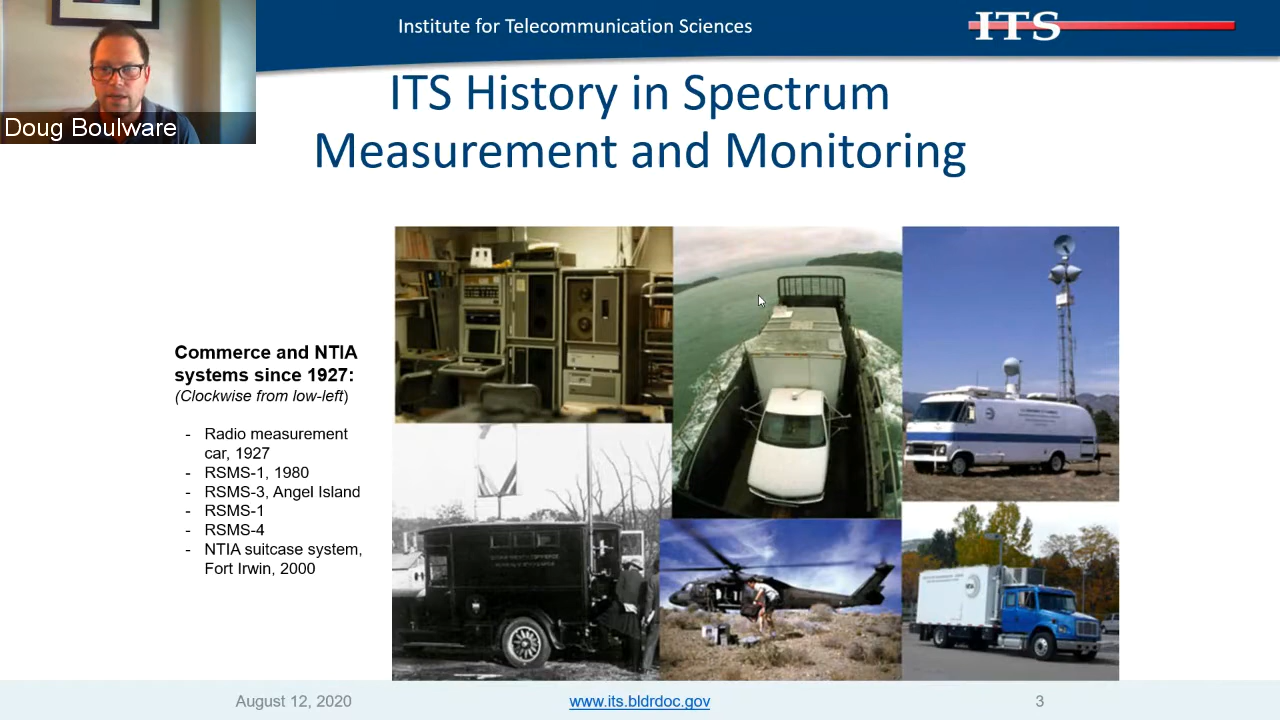 Institute for Telecommunication Sciences
ITS
Doug Boulware
ITS History in Spectrum
Measurement and Monitoring
Commerce and NTIA
systems since 1927:
(Clockwise from low-left)
- Radio measurement
car, 1927
- RSMS-1, 1980
- RSMS-3, Angel Island
- RSMS-1
- RSMS-4
- NTIA suitcase system,
Fort Irwin, 2000
NTIA
August 12, 2020
www.its.bldrdoc.gov
3